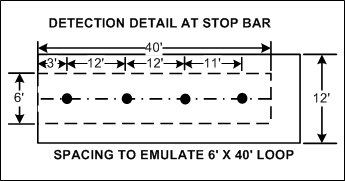 DETECTION DETAIL AT STOP BAR
40'
3' 12' 12' 11'
6' 12'
SPACING TO EMULATE 6' X 40' LOOP